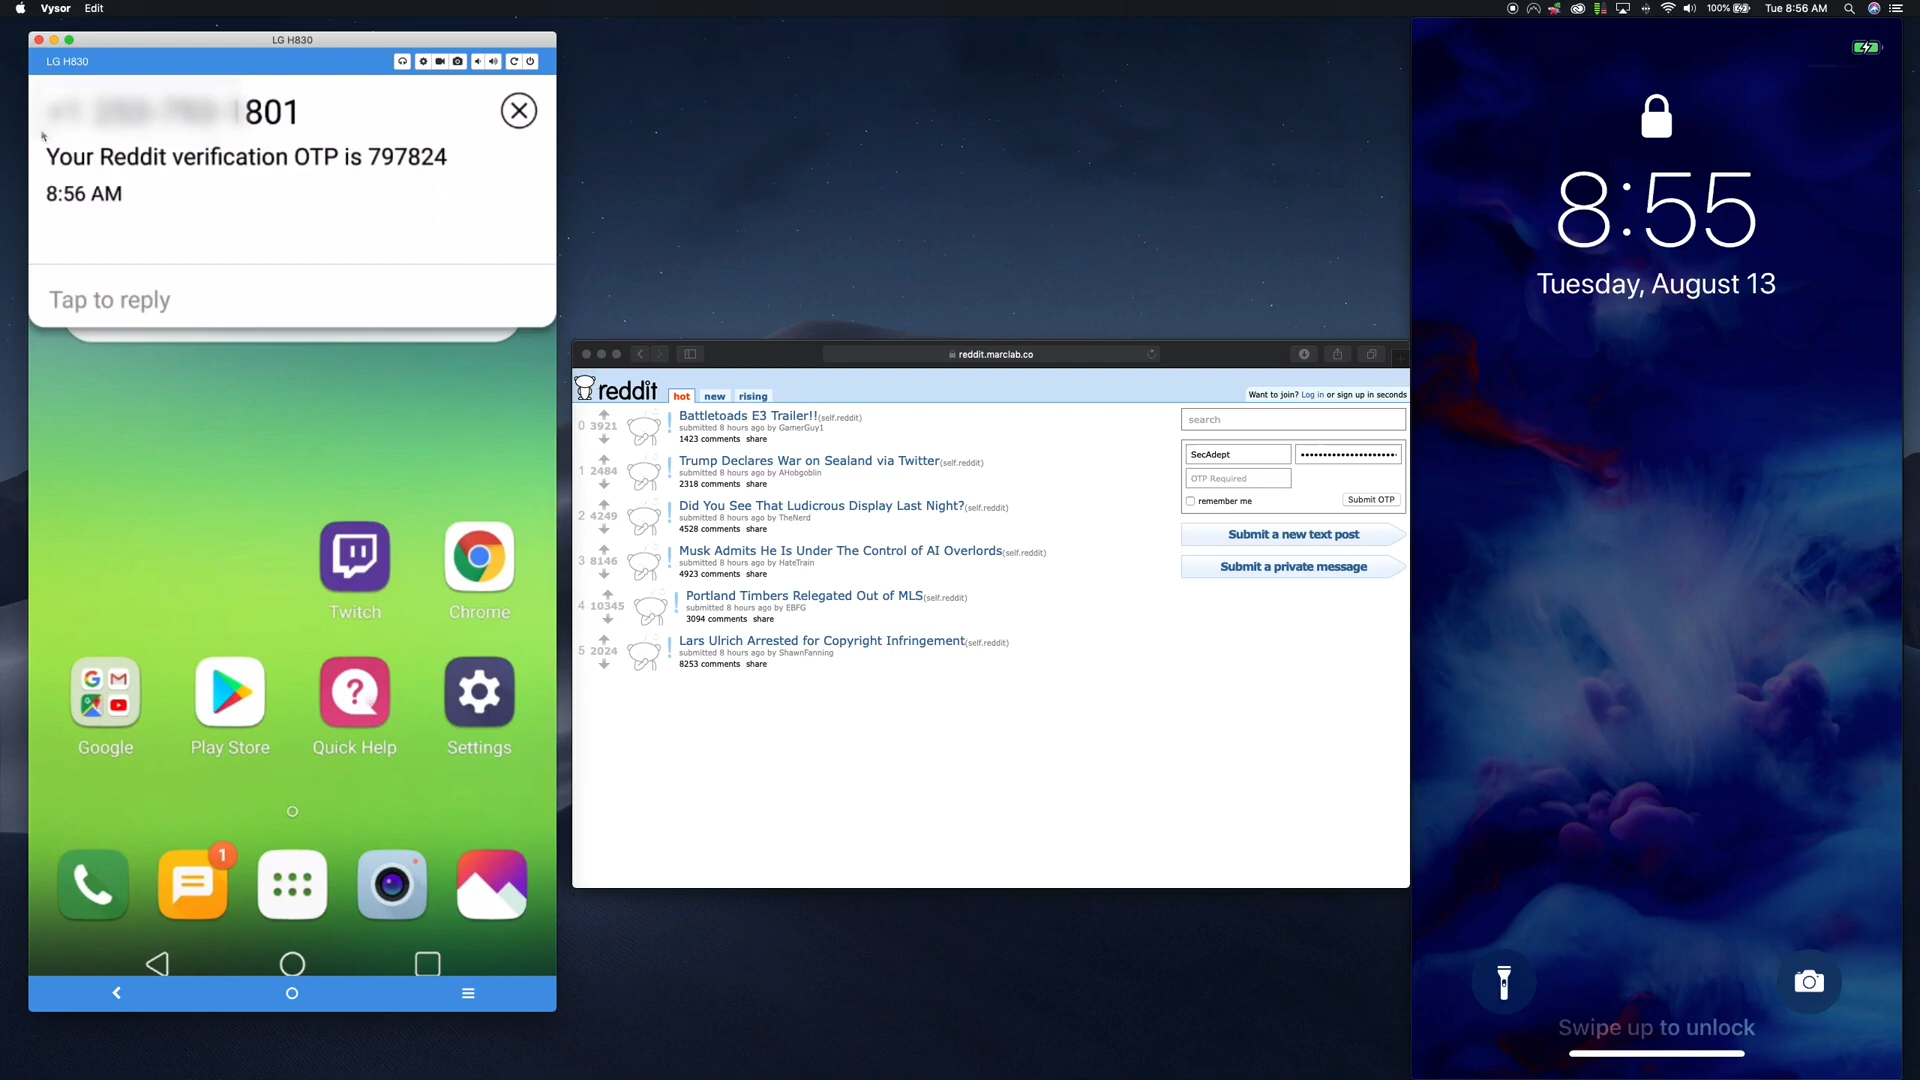 Vysor Edit
100% Tue 8:56 AM
LG H830
LG H830
801
Your Reddit verification OTP is 797824
8:56 AM
Tap to reply
Twitch Chrome
Google Play Store Quick Help Settings
1
reddit.marclab.co
reddit hot new rising
Want to join? Log in or sign up in seconds
0 3921 Battletoads E3 Trailer!!(self.reddit)
submitted 8 hours ago by GamerGuy1
1423 comments share
1 2484 Trump Declares War on Sealand via Twitter(self.reddit)
submitted 8 hours ago by AHobgoblin
2318 comments share
2 4249 Did You See That Ludicrous Display Last Night?(self.reddit)
submitted 8 hours ago by TheNerd
4528 comments share
3 8146 Musk Admits He Is Under The Control of AI Overlords(self.reddit)
submitted 8 hours ago by HateTrain
4923 comments share
4 10345 Portland Timbers Relegated Out of MLS(self.reddit)
submitted 8 hours ago by EBFG
3094 comments share
5 2024 Lars Ulrich Arrested for Copyright Infringement(self.reddit)
submitted 8 hours ago by ShawnFanning
8253 comments share
search
SecAdept
OTP Required
remember me Submit OTP
Submit a new text post
Submit a private message
8:55
Tuesday, August 13
Swipe up to unlock